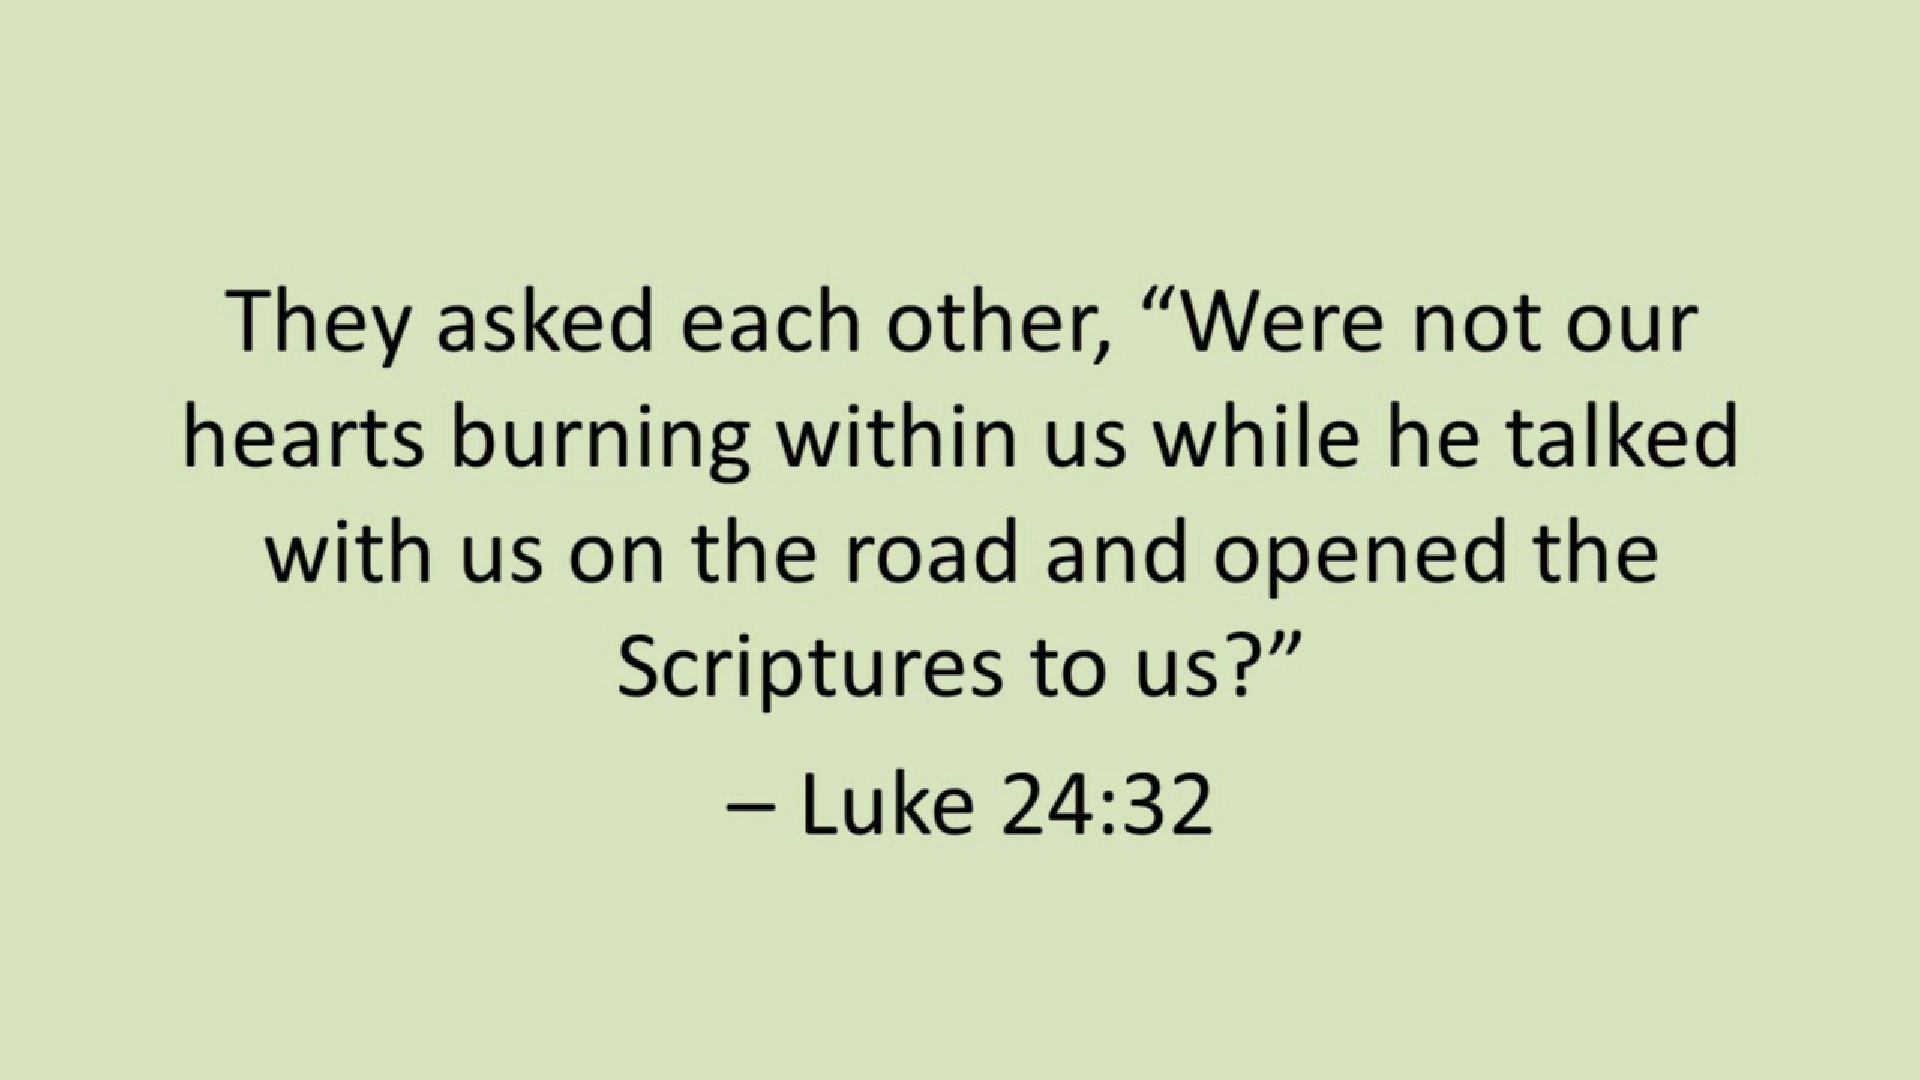 They asked each other, “Were not our
hearts burning within us while he talked
with us on the road and opened the
Scriptures to us?”
– Luke 24:32